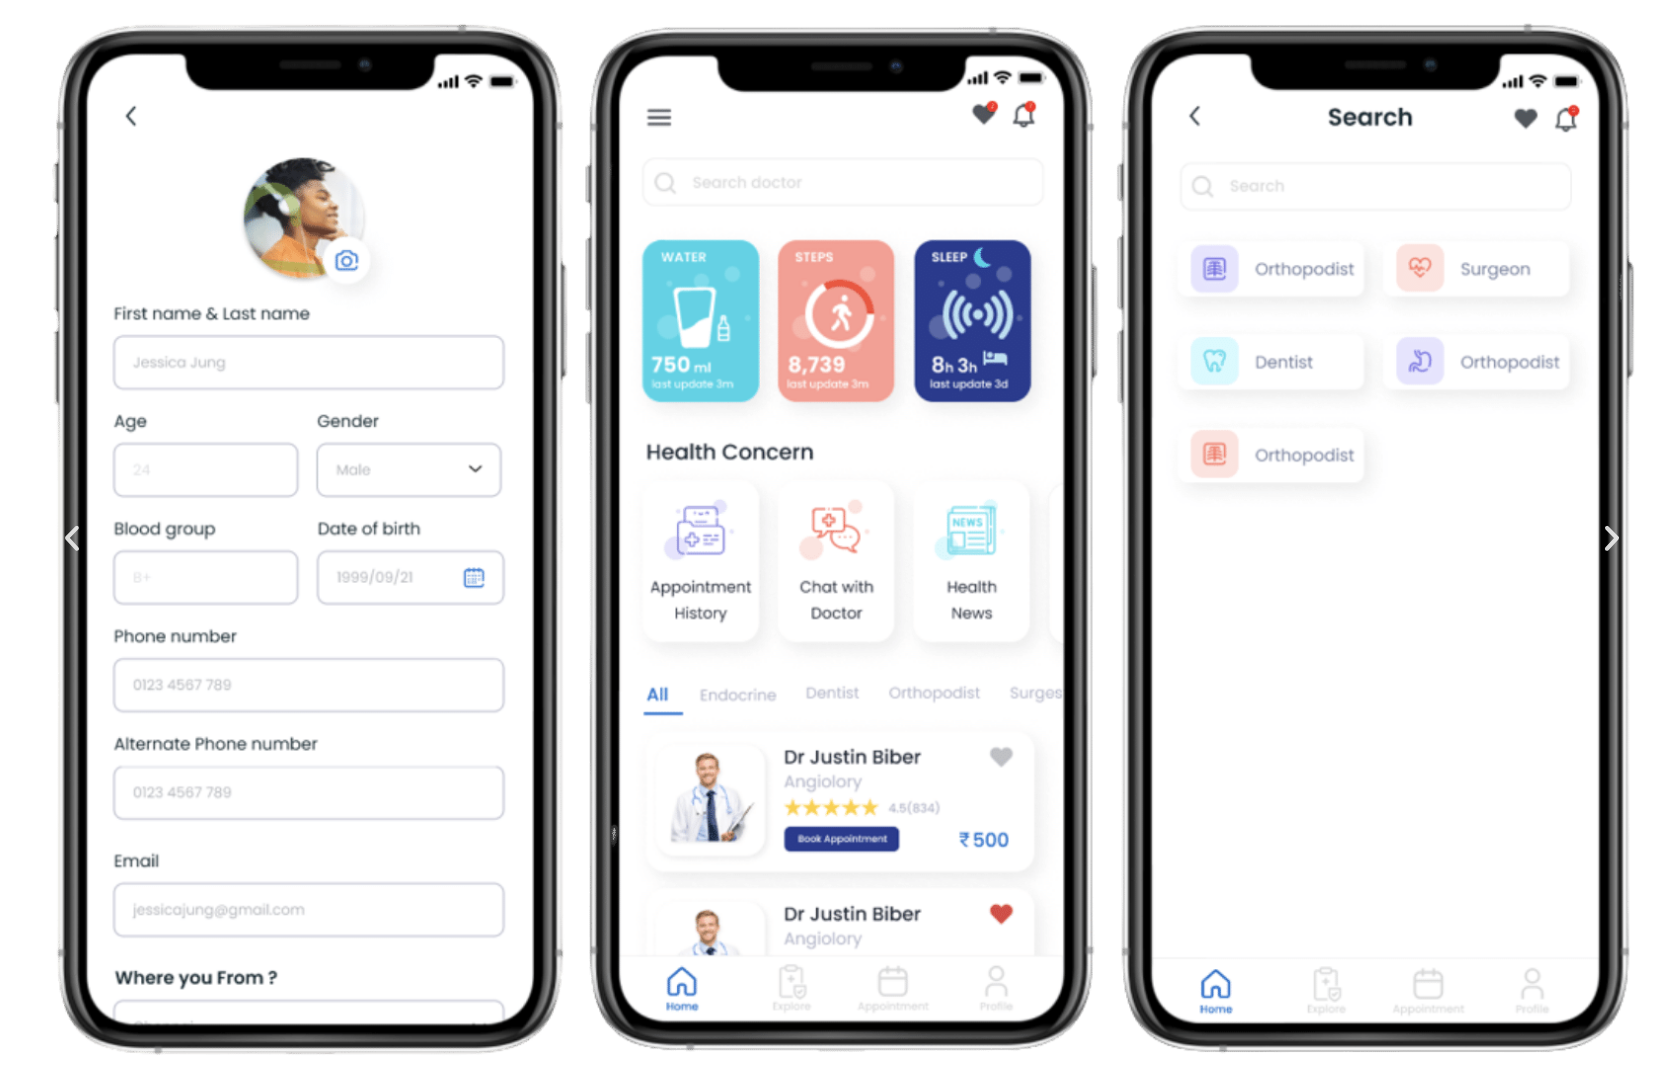 First name & Last name
Jessica Jung
Age
Gender
24
Male
Blood group
Date of birth
B+
1999/09/21
Phone number
0123 4567 789
Alternate Phone number
0123 4567 789
Email
jessicajung@gmail.com
Where you From ?
Search doctor
WATER
750 ml
last update 3m
STEPS
8,739
last update 3m
SLEEP
8h 3h
last update 3d
Health Concern
Appointment
History
Chat with
Doctor
NEWS
Health
News
All Endocrine Dentist Orthopodist Surges
Dr Justin Biber
Angiolory
4.5(834)
Book Appointment
₹500
Dr Justin Biber
Angiolory
Home Explore Appointment Profile
Search
Search
Orthopodist
Surgeon
Dentist
Orthopodist
Orthopodist
Home Explore Appointment Profile